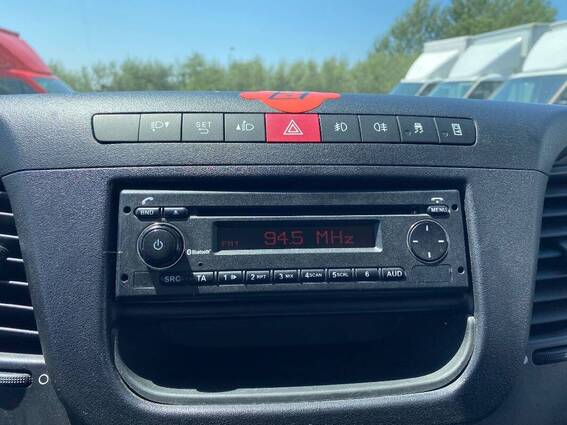 SET
BND
MENU
FM1 94.5 MHz
Bluetooth
SRC TA 1 2 RPT 3 MIX 4 SCAN 5 SCRL 6 AUD